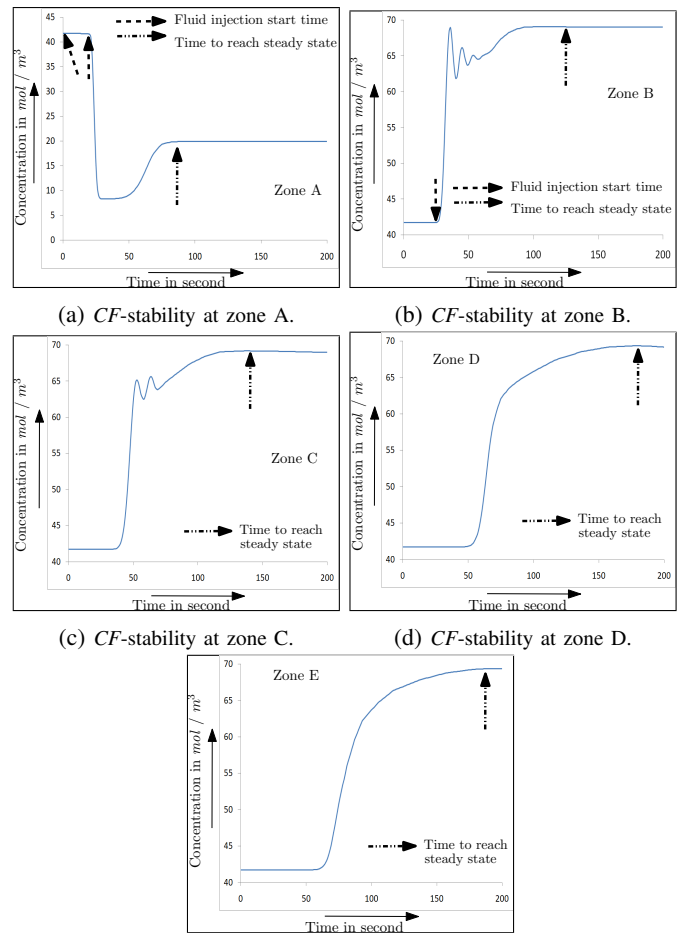 Concentration in mol / m³
45
40
35
30
25
20
15
10
5
0
0 50 100 150 200
Fluid injection start time
Time to reach steady state
Zone A
Time in second
(a) CF-stability at zone A.
Concentration in mol / m³
70
65
60
55
50
45
40
0 50 100 150 200
Zone B
Fluid injection start time
Time to reach steady state
Time in second
(b) CF-stability at zone B.
Concentration in mol / m³
70
65
60
55
50
45
40
0 50 100 150 200
Zone C
Time to reach
steady state
Time in second
(c) CF-stability at zone C.
Concentration in mol / m³
70
65
60
55
50
45
40
0 50 100 150 200
Zone D
Time to reach
steady state
Time in second
(d) CF-stability at zone D.
Concentration in mol / m³
70
60
50
45
40
0 50 100 150 200
Zone E
Time to reach
steady state
Time in second